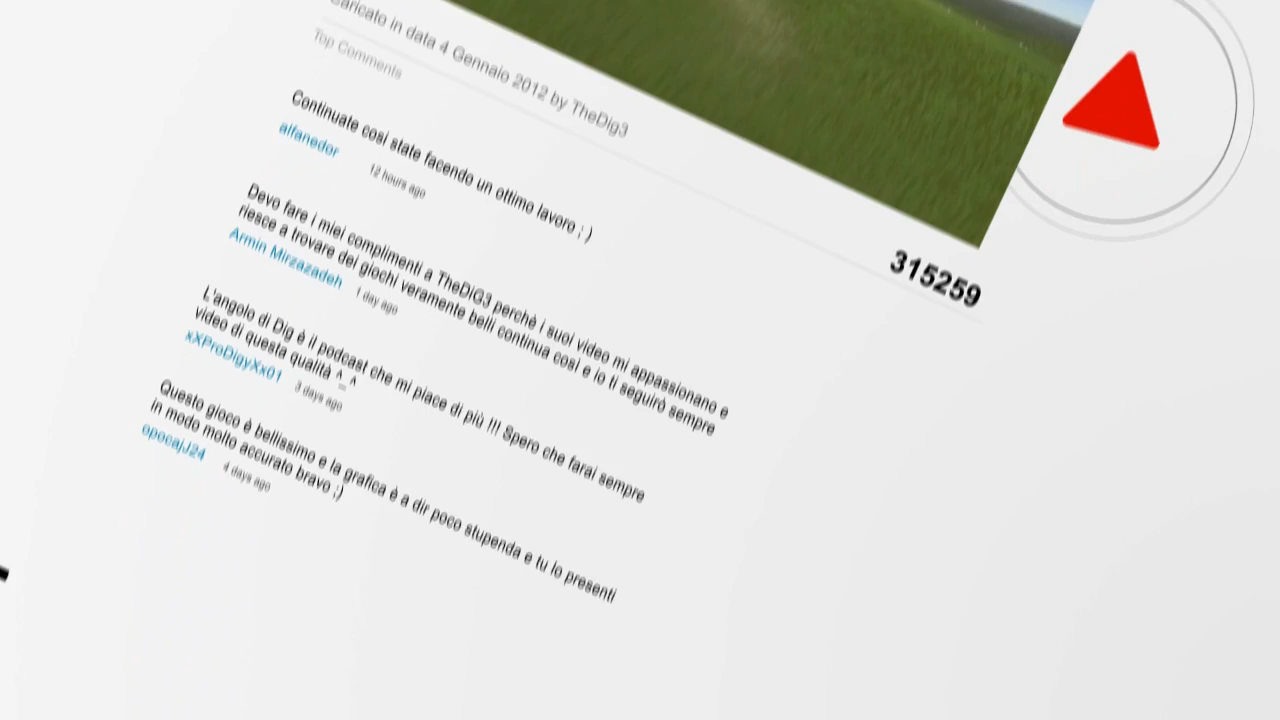 Caricato in data 4 Gennaio 2012 by TheDig3
315259
Top Comments
Continuate così state facendo un ottimo lavoro ; )
alfanedor 12 hours ago
Devo fare i miei complimenti a TheDiG3 perchè i suoi video mi appassionano e
riesce a trovare dei giochi veramente belli continua così e io ti seguirò sempre
Armin Mirzazadeh 1 day ago
L'angolo di Dig è il podcast che mi piace di più !!! Spero che farai sempre
video di questa qualità ^_^
xXProDigyXx01 3 days ago
Questo gioco è bellissimo e la grafica è a dir poco stupenda e tu lo presenti
in modo molto accurato bravo ;)
opocajJ24 4 days ago